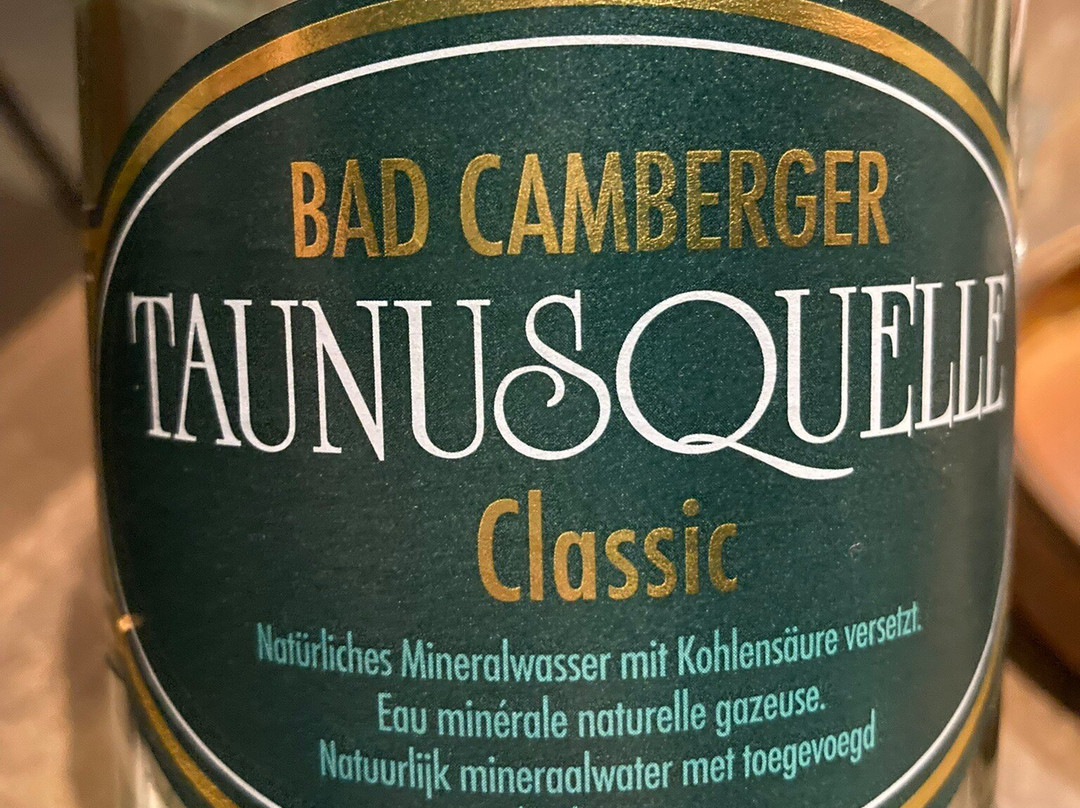 BAD CAMBERGER
TAUNUSQUELLE
Classic
Natürliches Mineralwasser mit Kohlensäure versetzt.
Eau minérale naturelle gazeuse.
Natuurlijk mineraalwater met toegevoegd